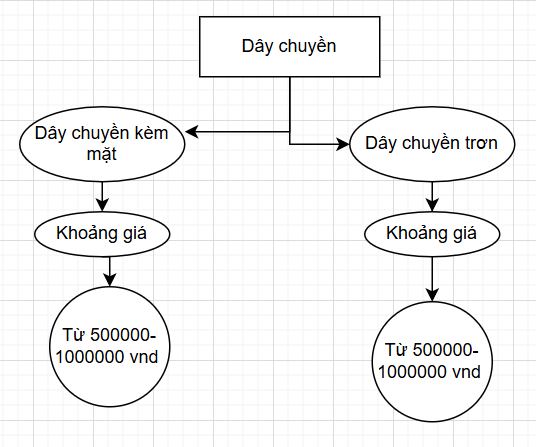 Dây chuyền
Dây chuyền kèm
mặt
Dây chuyền trơn
Khoảng giá
Khoảng giá
Từ 500000-
1000000 vnd
Từ 500000-
1000000 vnd